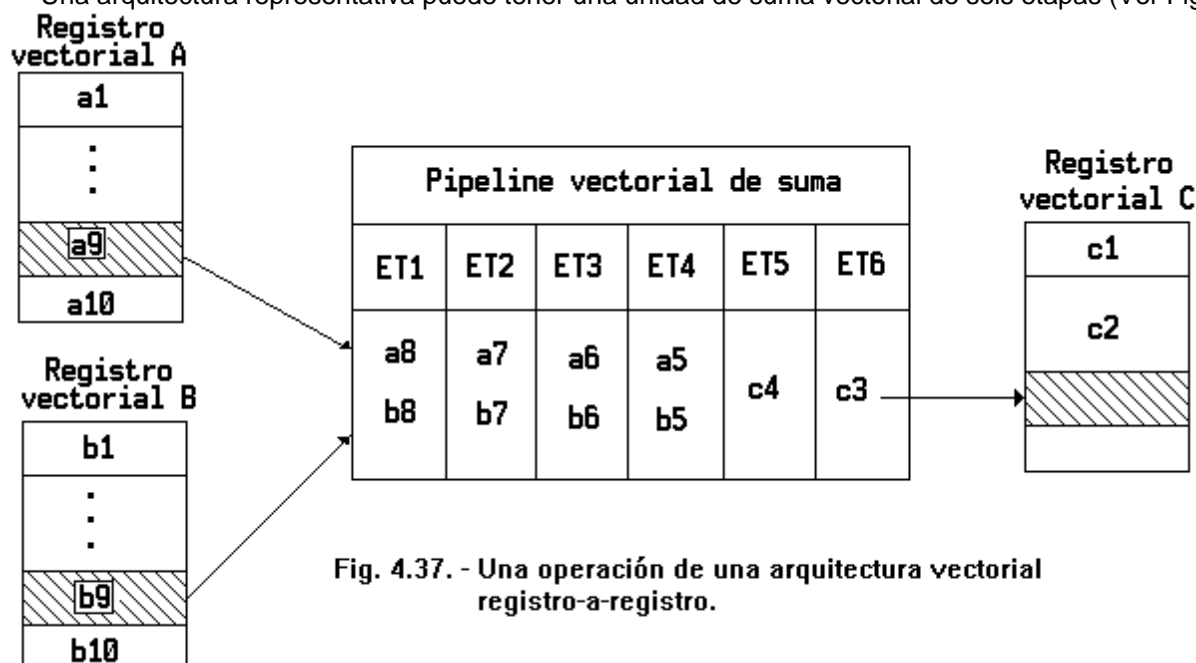 Una arquitectura representativa puede tener una unidad de suma vectorial de seis etapas (Ver Fig
Registro
vectorial A
a1
a9
a10
Registro
vectorial B
b1
b9
b10
Pipeline vectorial de suma
ET1 ET2 ET3 ET4 ET5 ET6
a8 a7 a6 a5
c4 c3
b8 b7 b6 b5
Registro
vectorial C
c1
c2
Fig. 4.37. - Una operación de una arquitectura vectorial
registro-a-registro.